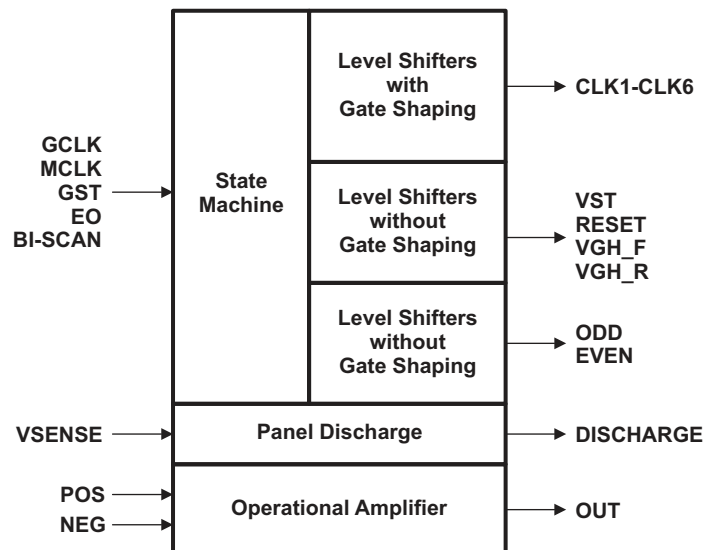 GCLK
MCLK
GST
EO
BI-SCAN
State
Machine
Level Shifters
with
Gate Shaping
CLK1-CLK6
Level Shifters
without
Gate Shaping
VST
RESET
VGH_F
VGH_R
Level Shifters
without
Gate Shaping
ODD
EVEN
VSENSE
Panel Discharge
DISCHARGE
POS
NEG
Operational Amplifier
OUT